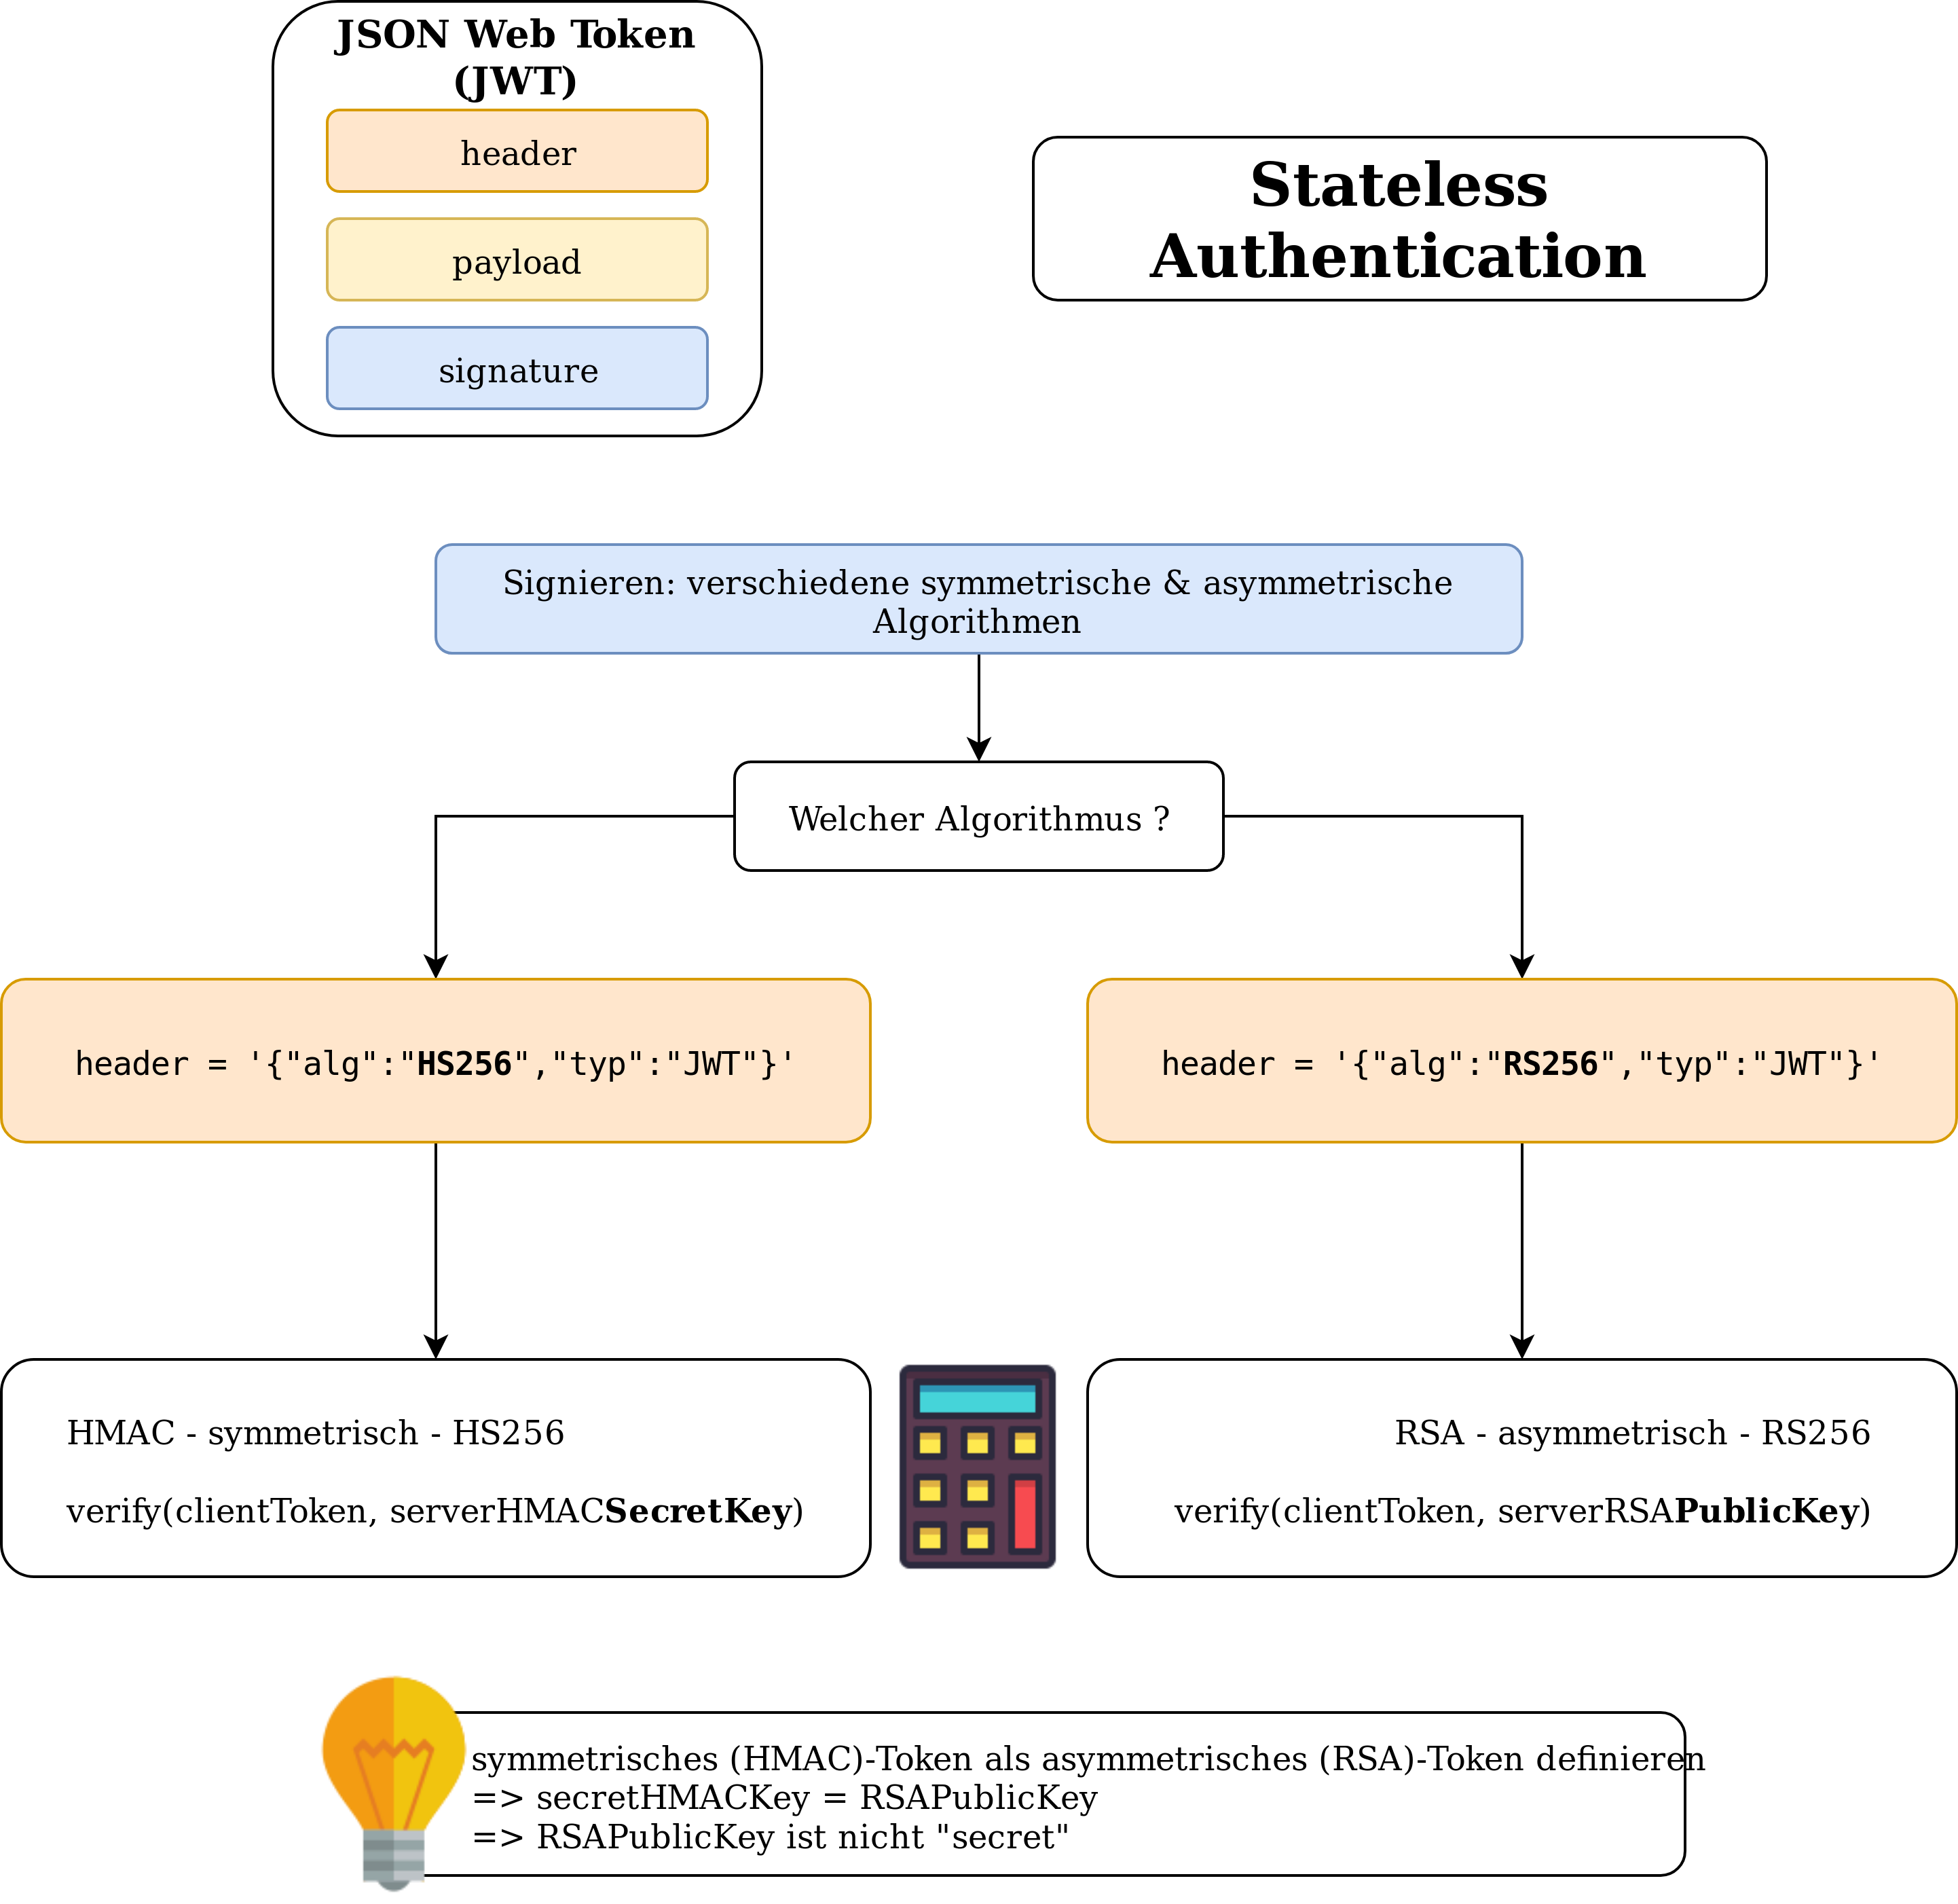 JSON Web Token
(JWT)
header
payload
signature
Stateless
Authentication
Signieren: verschiedene symmetrische & asymmetrische
Algorithmen
Welcher Algorithmus ?
header = '{"alg":"HS256","typ":"JWT"}'
header = '{"alg":"RS256","typ":"JWT"}'
HMAC - symmetrisch - HS256
verify(clientToken, serverHMACSecretKey)
RSA - asymmetrisch - RS256
verify(clientToken, serverRSAPublicKey)
symmetrisches (HMAC)-Token als asymmetrisches (RSA)-Token definieren
=> secretHMACKey = RSAPublicKey
=> RSAPublicKey ist nicht "secret"